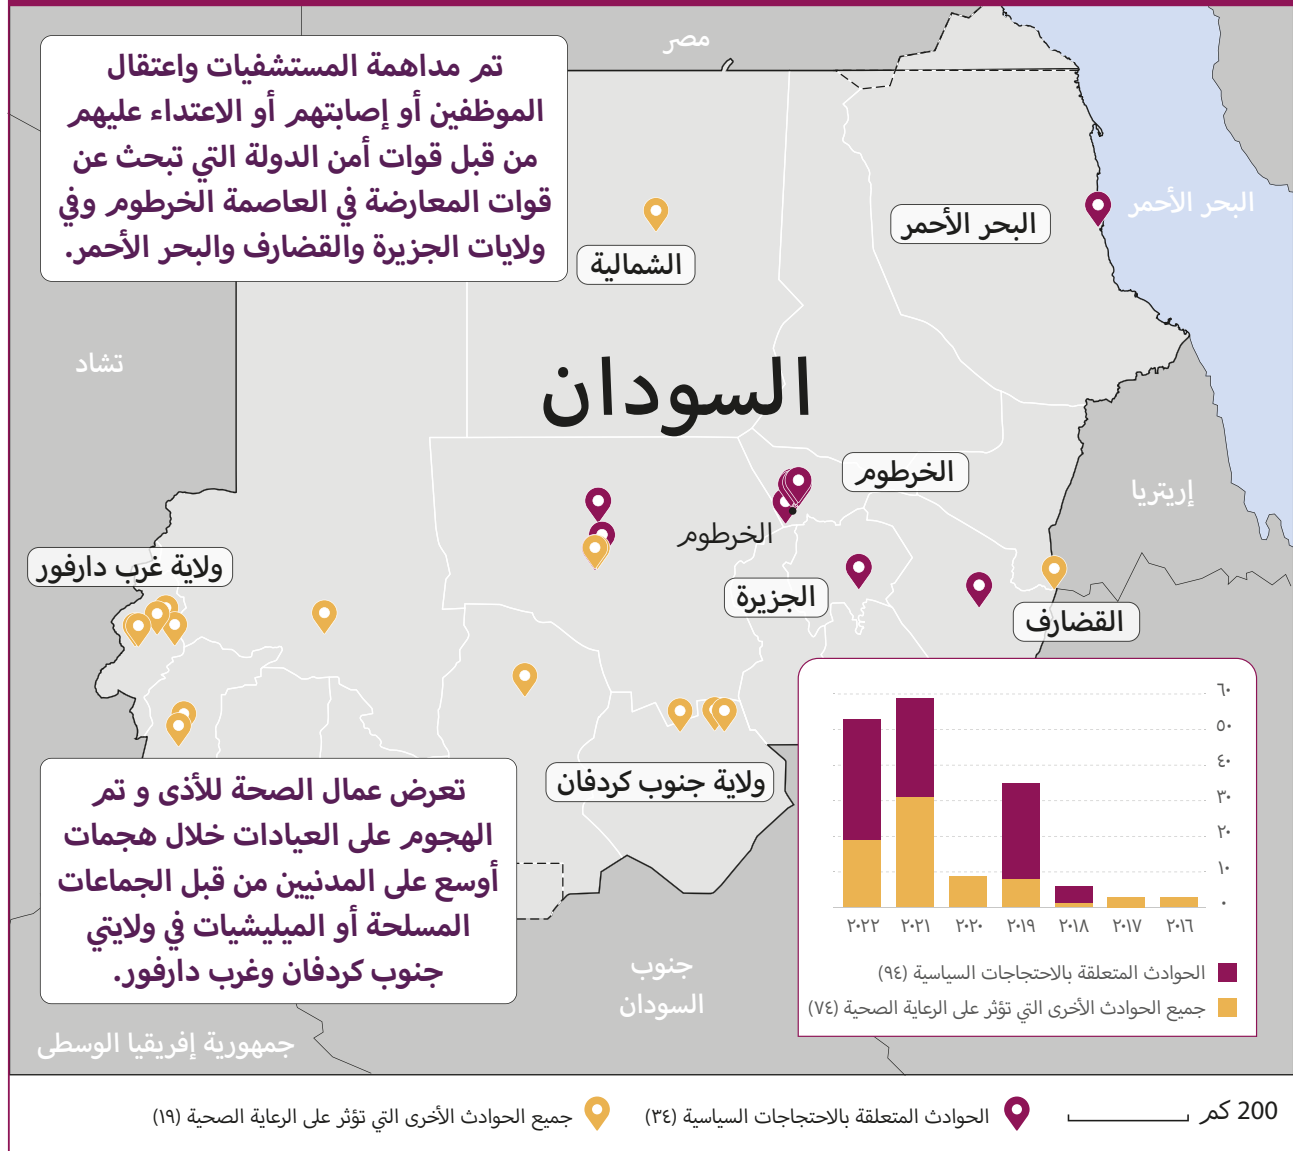 مصر
تم مداهمة المستشفيات واعتقال
الموظفين أو إصابتهم أو الاعتداء عليهم
من قبل قوات أمن الدولة التي تبحث عن
قوات المعارضة في العاصمة الخرطوم وفي
ولايات الجزيرة والقضارف والبحر الأحمر.
البحر الأحمر
البحر الأحمر
الشمالية
تشاد
السودان
الخرطوم
إريتريا
الخرطوم
ولاية غرب دارفور
الجزيرة
القضارف
ولاية جنوب كردفان
تعرض عمال الصحة للأذى و تم
الهجوم على العيادات خلال هجمات
أوسع على المدنيين من قبل الجماعات
المسلحة أو الميليشيات في ولايتي
جنوب كردفان وغرب دارفور.
٦٠
٥٠
٤٠
٣٠
٢٠
١٠
٠
٢٠١٦ ٢٠١٧ ٢٠١٨ ٢٠١٩ ٢٠٢٠ ٢٠٢١ ٢٠٢٢
الحوادث المتعلقة بالاحتجاجات السياسية (٩٤)
جميع الحوادث الأخرى التي تؤثر على الرعاية الصحية (٧٤)
جنوب
السودان
جمهورية إفريقيا الوسطى
200 كم
الحوادث المتعلقة بالاحتجاجات السياسية (٣٤)
جميع الحوادث الأخرى التي تؤثر على الرعاية الصحية (١٩)